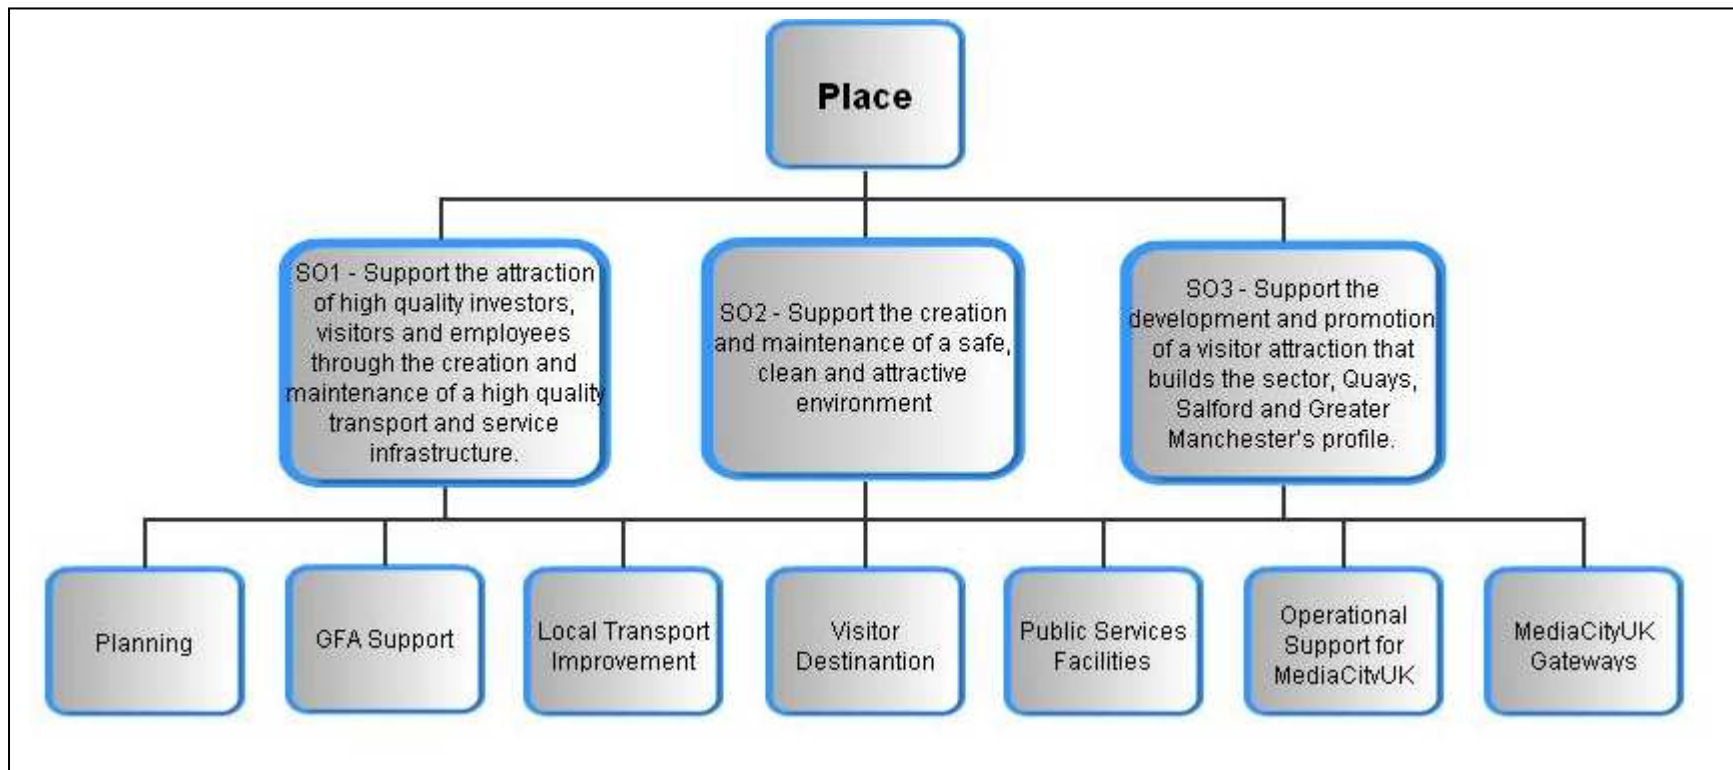 Place
SO1 - Support the attraction
of high quality investors,
visitors and employees
through the creation and
maintenance of a high quality
transport and service
infrastructure.
SO2 - Support the creation
and maintenance of a safe,
clean and attractive
environment
SO3 - Support the
development and promotion
of a visitor attraction that
builds the sector, Quays,
Salford and Greater
Manchester's profile.
Planning
GFA Support
Local Transport
Improvement
Visitor
Destinantion
Public Services
Facilities
Operational
Support for
MediaCityUK
MediaCityUK
Gateways